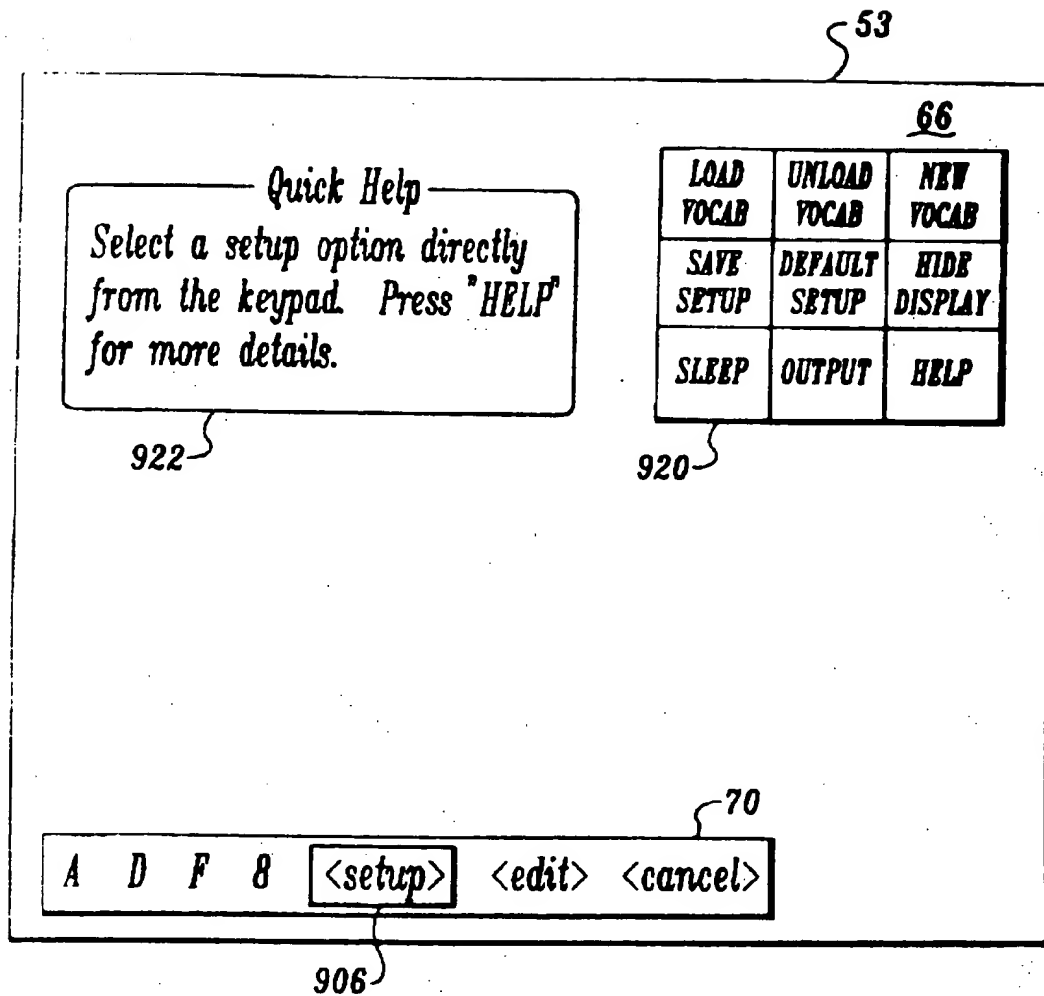 53
66
Quick Help
Select a setup option directly
from the keypad. Press "HELP"
for more details.
922
LOAD VOCAB
UNLOAD VOCAB
NEW VOCAB
SAVE SETUP
DEFAULT SETUP
HIDE DISPLAY
SLEEP
OUTPUT
HELP
920
70
A D F 8 <setup> <edit> <cancel>
906